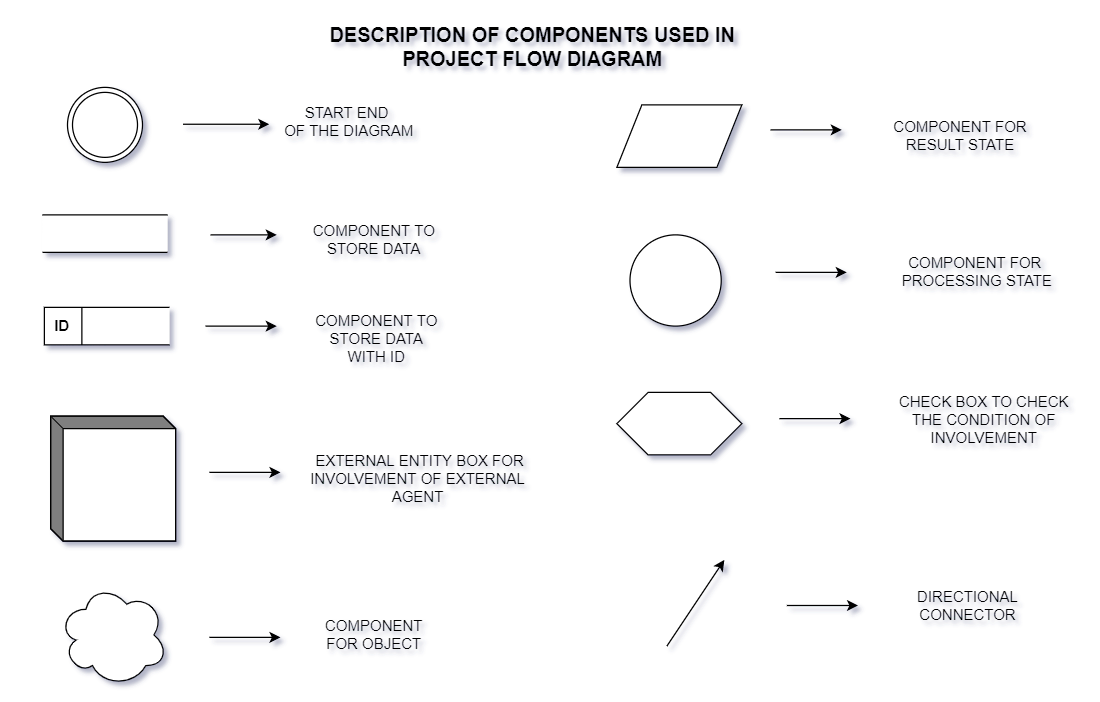 DESCRIPTION OF COMPONENTS USED IN
PROJECT FLOW DIAGRAM
START END
OF THE DIAGRAM
COMPONENT TO
STORE DATA
ID
COMPONENT TO
STORE DATA
WITH ID
EXTERNAL ENTITY BOX FOR
INVOLVEMENT OF EXTERNAL
AGENT
COMPONENT
FOR OBJECT
COMPONENT FOR
RESULT STATE
COMPONENT FOR
PROCESSING STATE
CHECK BOX TO CHECK
THE CONDITION OF
INVOLVEMENT
DIRECTIONAL
CONNECTOR